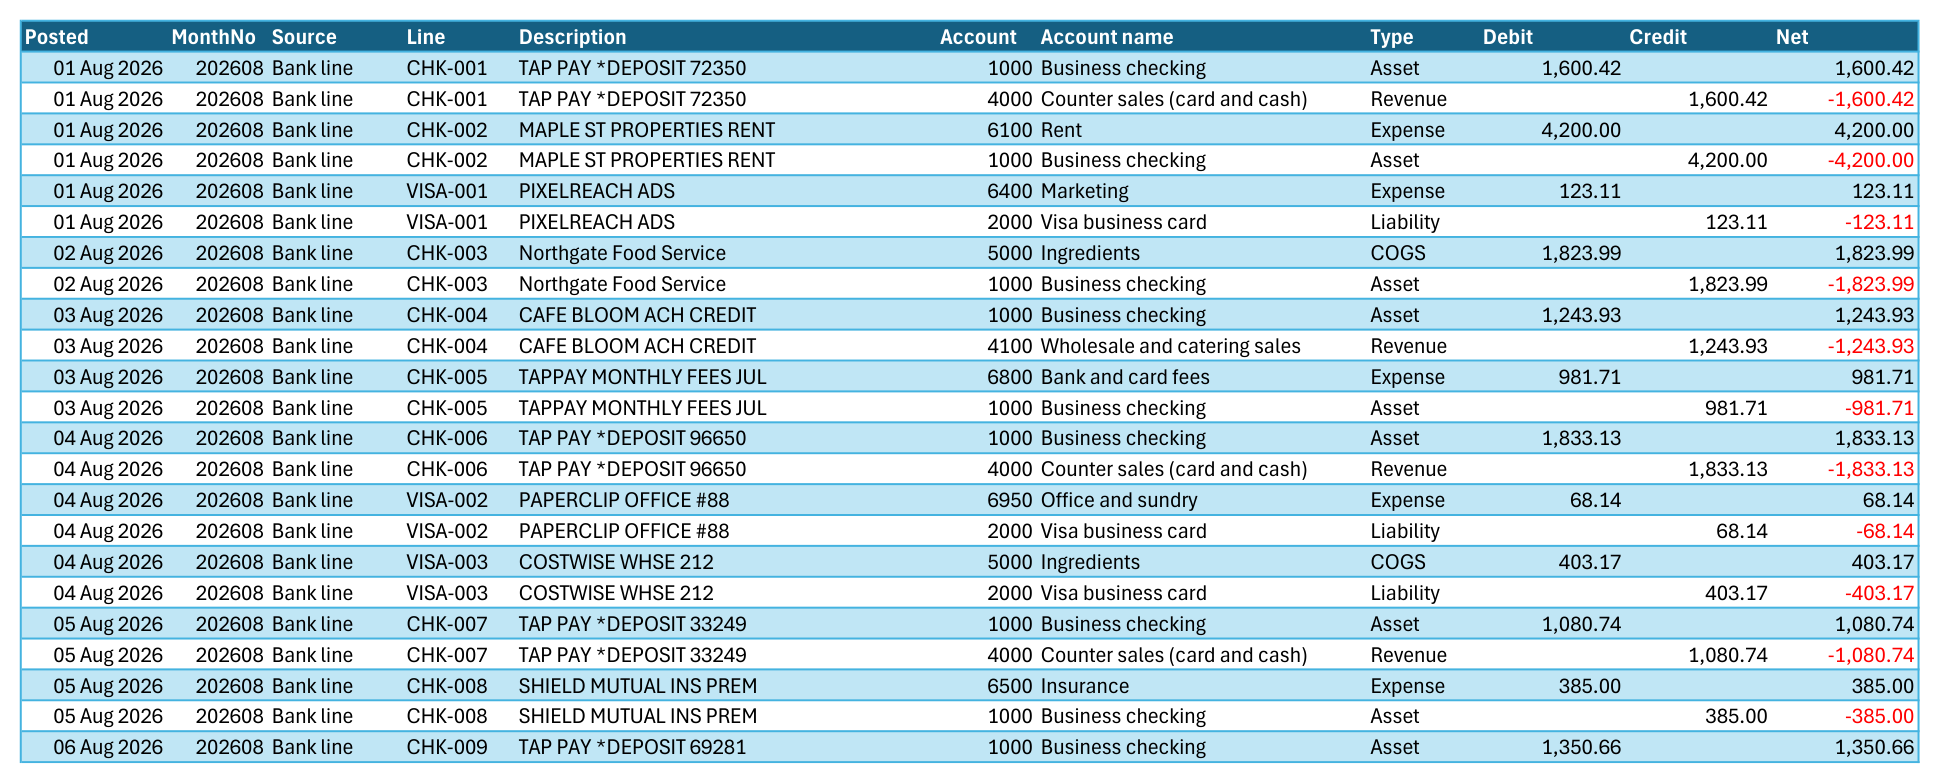 Posted MonthNo Source Line Description Account Account name Type Debit Credit Net
01 Aug 2026 202608 Bank line CHK-001 TAP PAY *DEPOSIT 72350 1000 Business checking Asset 1,600.42 1,600.42
01 Aug 2026 202608 Bank line CHK-001 TAP PAY *DEPOSIT 72350 4000 Counter sales (card and cash) Revenue 1,600.42 -1,600.42
01 Aug 2026 202608 Bank line CHK-002 MAPLE ST PROPERTIES RENT 6100 Rent Expense 4,200.00 4,200.00
01 Aug 2026 202608 Bank line CHK-002 MAPLE ST PROPERTIES RENT 1000 Business checking Asset 4,200.00 -4,200.00
01 Aug 2026 202608 Bank line VISA-001 PIXELREACH ADS 6400 Marketing Expense 123.11 123.11
01 Aug 2026 202608 Bank line VISA-001 PIXELREACH ADS 2000 Visa business card Liability 123.11 -123.11
02 Aug 2026 202608 Bank line CHK-003 Northgate Food Service 5000 Ingredients COGS 1,823.99 1,823.99
02 Aug 2026 202608 Bank line CHK-003 Northgate Food Service 1000 Business checking Asset 1,823.99 -1,823.99
03 Aug 2026 202608 Bank line CHK-004 CAFE BLOOM ACH CREDIT 1000 Business checking Asset 1,243.93 1,243.93
03 Aug 2026 202608 Bank line CHK-004 CAFE BLOOM ACH CREDIT 4100 Wholesale and catering sales Revenue 1,243.93 -1,243.93
03 Aug 2026 202608 Bank line CHK-005 TAPPAY MONTHLY FEES JUL 6800 Bank and card fees Expense 981.71 981.71
03 Aug 2026 202608 Bank line CHK-005 TAPPAY MONTHLY FEES JUL 1000 Business checking Asset 981.71 -981.71
04 Aug 2026 202608 Bank line CHK-006 TAP PAY *DEPOSIT 96650 1000 Business checking Asset 1,833.13 1,833.13
04 Aug 2026 202608 Bank line CHK-006 TAP PAY *DEPOSIT 96650 4000 Counter sales (card and cash) Revenue 1,833.13 -1,833.13
04 Aug 2026 202608 Bank line VISA-002 PAPERCLIP OFFICE #88 6950 Office and sundry Expense 68.14 68.14
04 Aug 2026 202608 Bank line VISA-002 PAPERCLIP OFFICE #88 2000 Visa business card Liability 68.14 -68.14
04 Aug 2026 202608 Bank line VISA-003 COSTWISE WHSE 212 5000 Ingredients COGS 403.17 403.17
04 Aug 2026 202608 Bank line VISA-003 COSTWISE WHSE 212 2000 Visa business card Liability 403.17 -403.17
05 Aug 2026 202608 Bank line CHK-007 TAP PAY *DEPOSIT 33249 1000 Business checking Asset 1,080.74 1,080.74
05 Aug 2026 202608 Bank line CHK-007 TAP PAY *DEPOSIT 33249 4000 Counter sales (card and cash) Revenue 1,080.74 -1,080.74
05 Aug 2026 202608 Bank line CHK-008 SHIELD MUTUAL INS PREM 6500 Insurance Expense 385.00 385.00
05 Aug 2026 202608 Bank line CHK-008 SHIELD MUTUAL INS PREM 1000 Business checking Asset 385.00 -385.00
06 Aug 2026 202608 Bank line CHK-009 TAP PAY *DEPOSIT 69281 1000 Business checking Asset 1,350.66 1,350.66